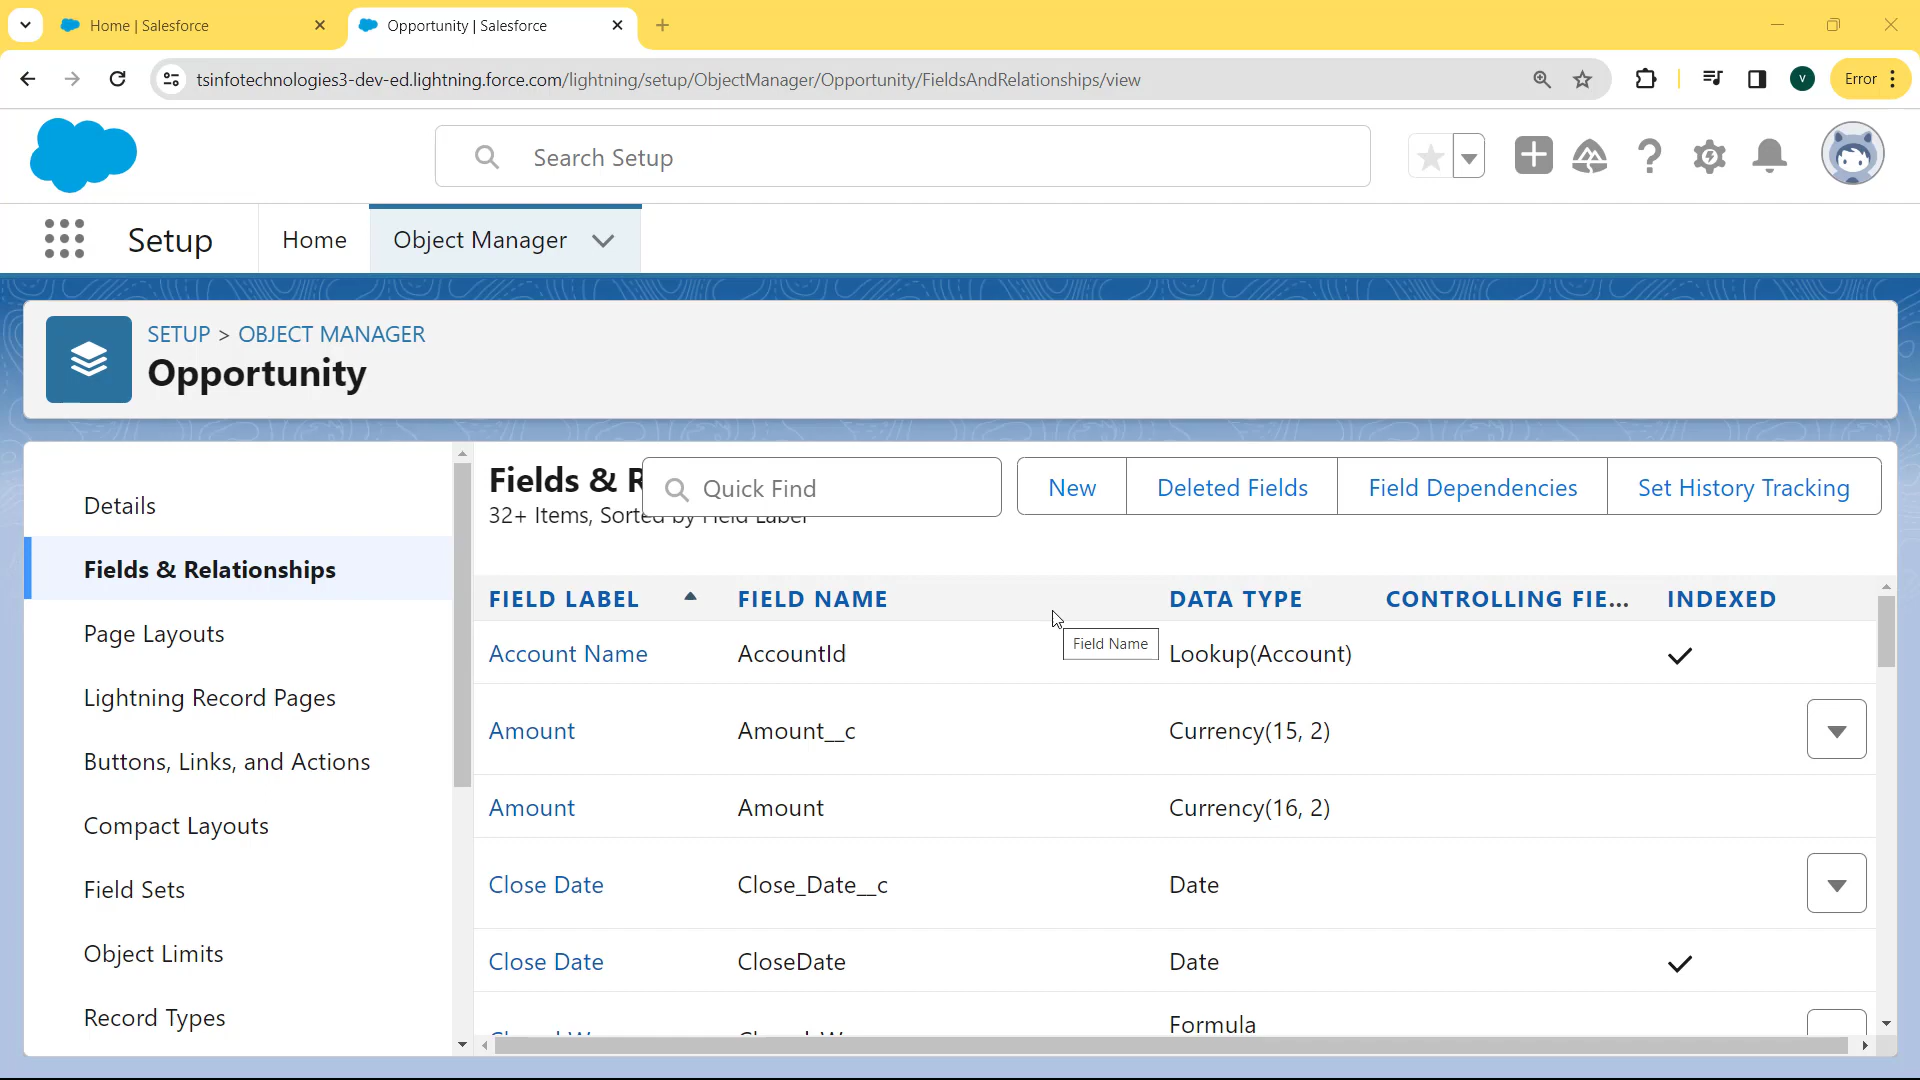 Home | Salesforce
Opportunity | Salesforce
tsinfotechnologies3-dev-ed.lightning.force.com/lightning/setup/ObjectManager/Opportunity/FieldsAndRelationships/view
V
Error
Search Setup
Setup
Home
Object Manager
SETUP > OBJECT MANAGER
Opportunity
Details
Fields & Relationships
Page Layouts
Lightning Record Pages
Buttons, Links, and Actions
Compact Layouts
Field Sets
Object Limits
Record Types
Fields & R
32+ Items, Sorted by Field Label
Quick Find
New
Deleted Fields
Field Dependencies
Set History Tracking
FIELD LABEL FIELD NAME DATA TYPE CONTROLLING FIE... INDEXED
Field Name
Account Name AccountId Lookup(Account)
Amount Amount__c Currency(15, 2)
Amount Amount Currency(16, 2)
Close Date Close_Date__c Date
Close Date CloseDate Date
Formula